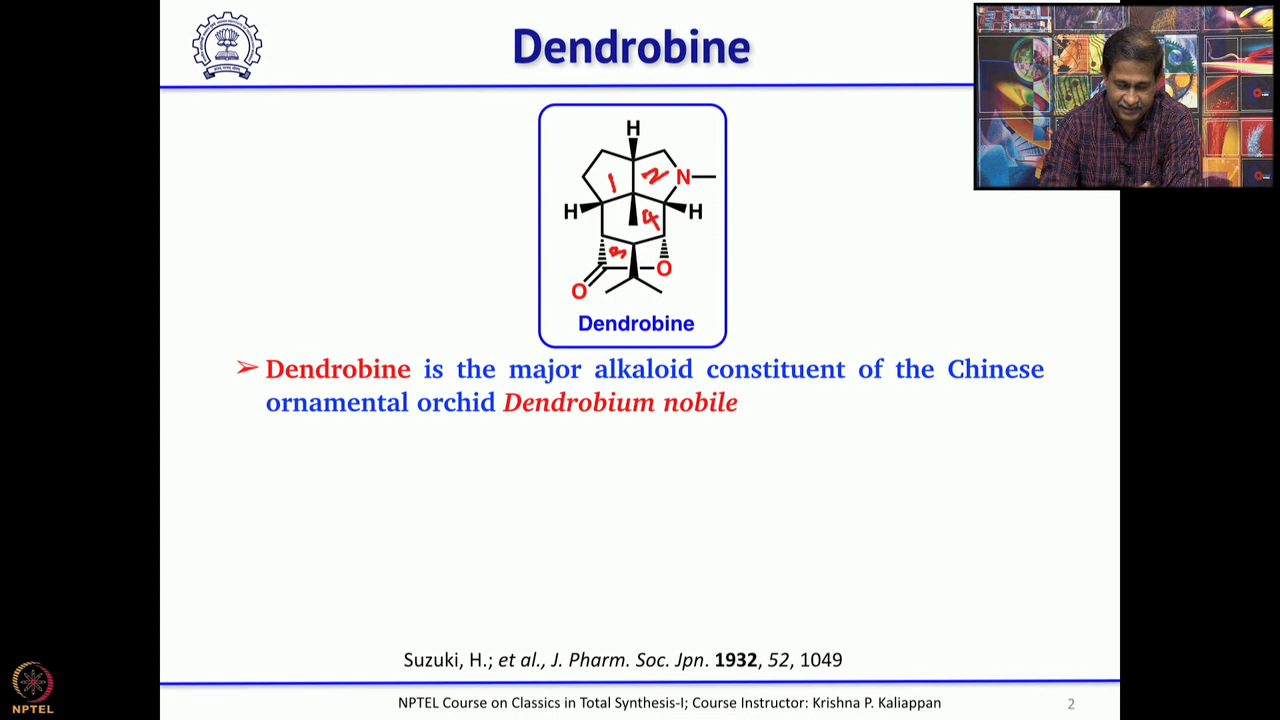 Dendrobine
H
1
2
N
H
4
H
3
O
O
Dendrobine
➢ Dendrobine is the major alkaloid constituent of the Chinese
ornamental orchid Dendrobium nobile
Suzuki, H.; et al., J. Pharm. Soc. Jpn. 1932, 52, 1049
NPTEL Course on Classics in Total Synthesis-I; Course Instructor: Krishna P. Kaliappan
2
NPTEL